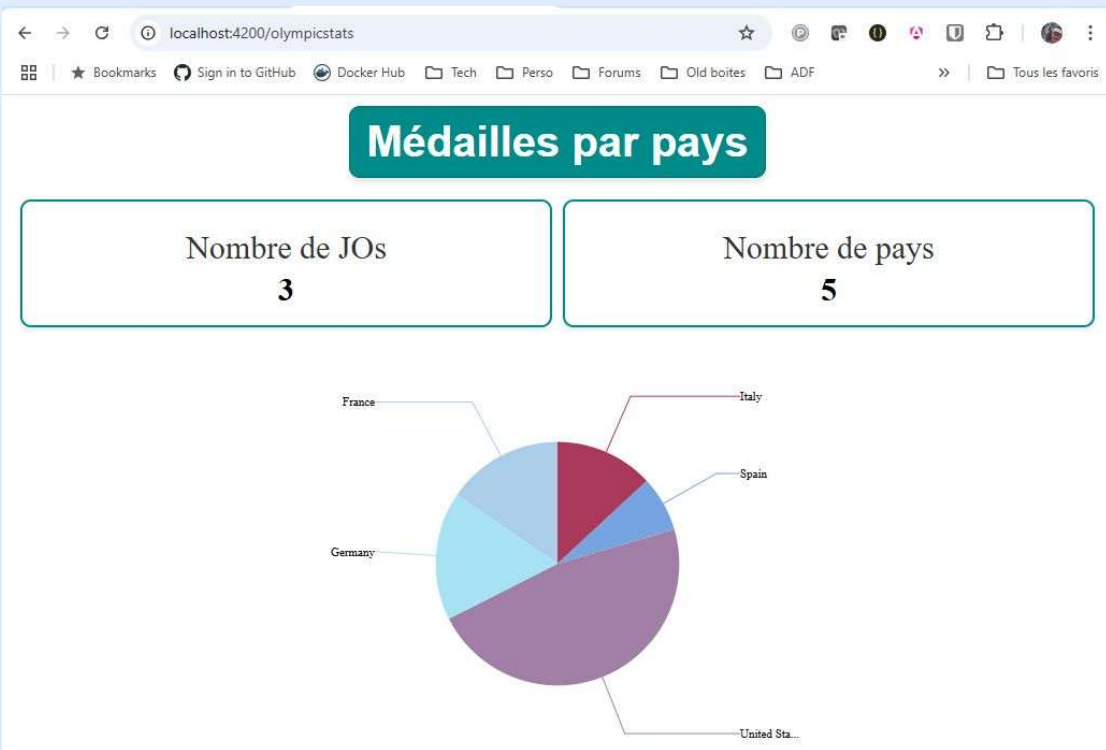 localhost:4200/olympicstats
Bookmarks Sign in to GitHub Docker Hub Tech Perso Forums Old boites ADF » Tous les favoris
Médailles par pays
Nombre de JOs
3
Nombre de pays
5
Italy
France
Spain
Germany
United Sta...